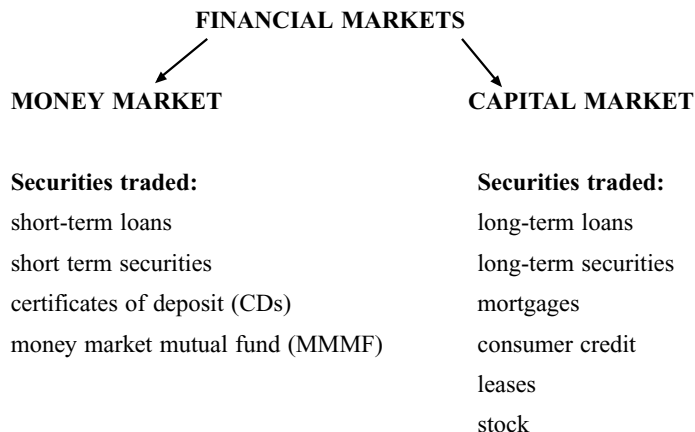 FINANCIAL MARKETS
MONEY MARKET
Securities traded:
short-term loans
short term securities
certificates of deposit (CDs)
money market mutual fund (MMMF)
CAPITAL MARKET
Securities traded:
long-term loans
long-term securities
mortgages
consumer credit
leases
stock